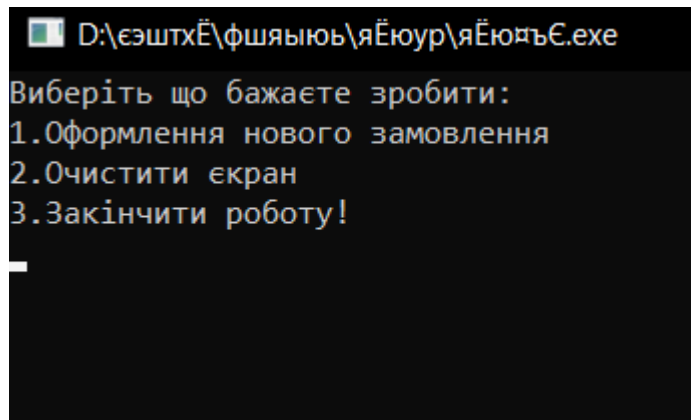 D:\єэштхЁ\фшяыюь\яЁюур\яЁю¤ъЄ.exe
Виберіть що бажаєте зробити:
1.Оформлення нового замовлення
2.Очистити єкран
3.Закінчити роботу!